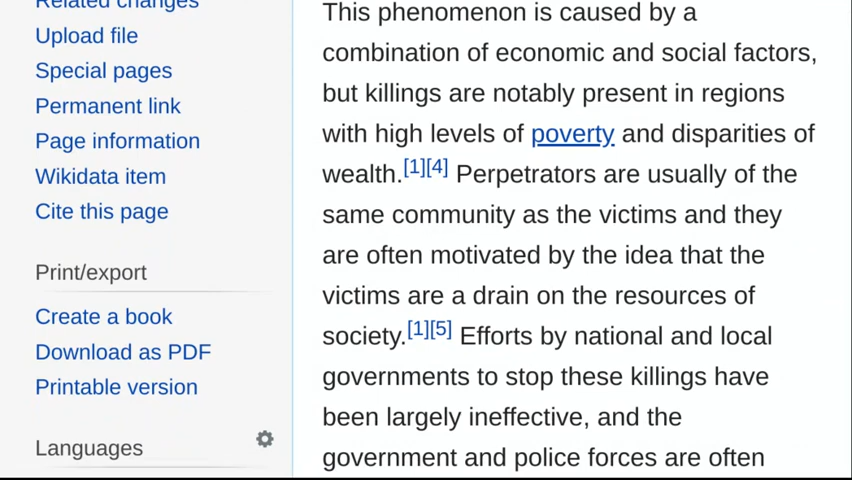 Related changes
Upload file
Special pages
Permanent link
Page information
Wikidata item
Cite this page
Print/export
Create a book
Download as PDF
Printable version
Languages
This phenomenon is caused by a
combination of economic and social factors,
but killings are notably present in regions
with high levels of poverty and disparities of
wealth.[1][4] Perpetrators are usually of the
same community as the victims and they
are often motivated by the idea that the
victims are a drain on the resources of
society.[1][5] Efforts by national and local
governments to stop these killings have
been largely ineffective, and the
government and police forces are often